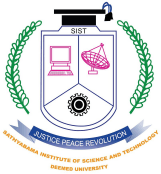 SIST
JUSTICE PEACE REVOLUTION
SATHYABAMA INSTITUTE OF SCIENCE AND TECHNOLOGY
DEEMED UNIVERSITY